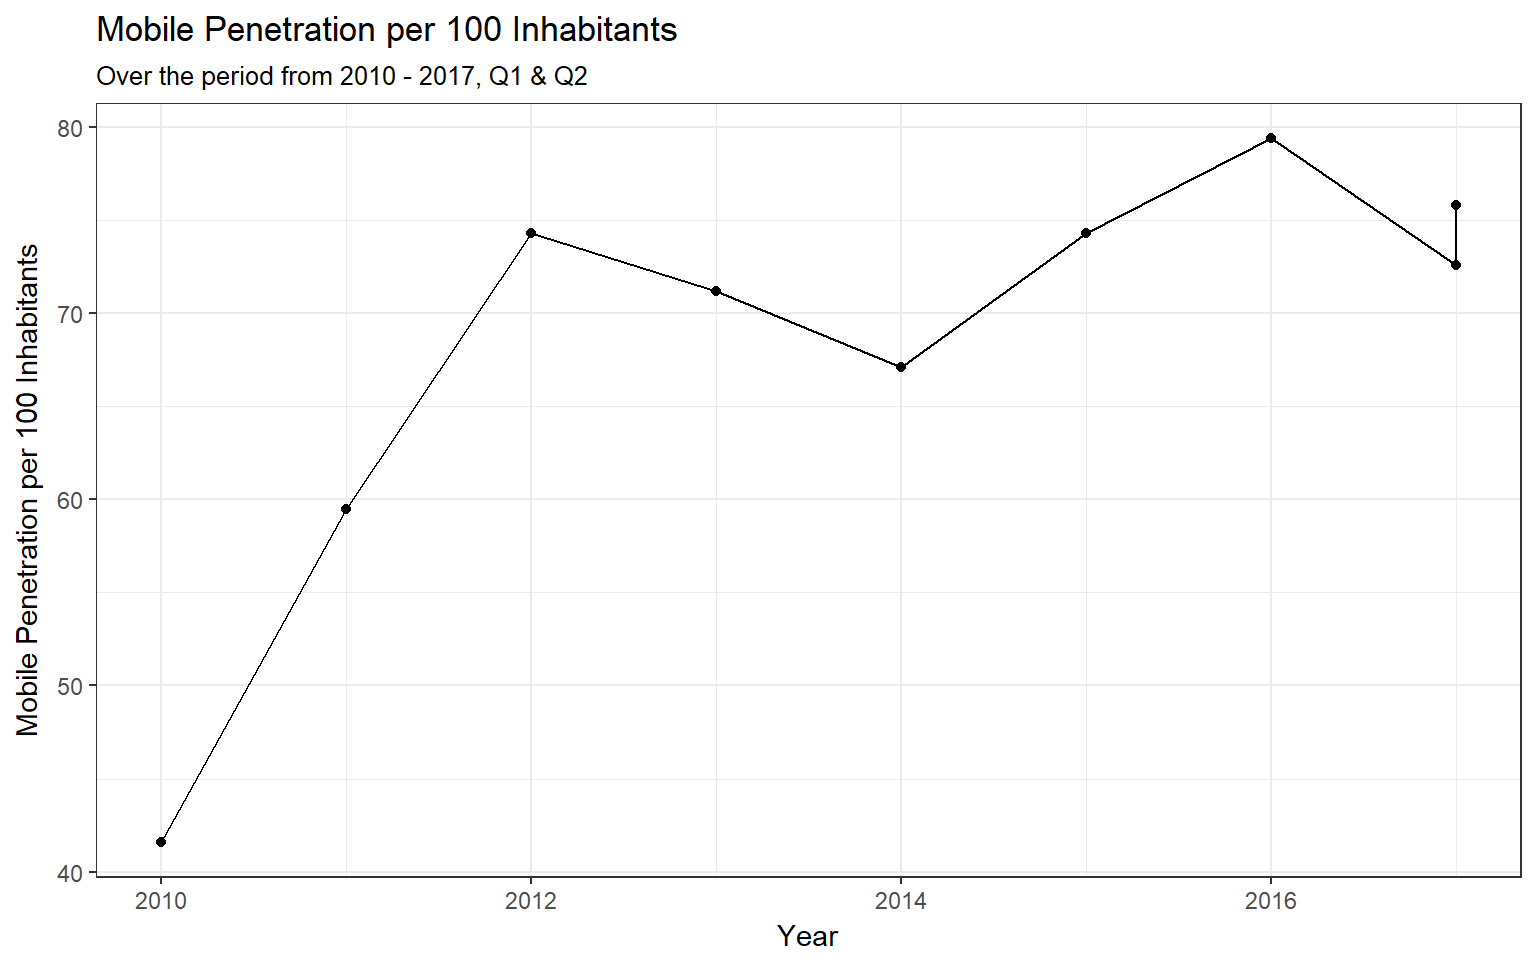 Mobile Penetration per 100 Inhabitants
Over the period from 2010 - 2017, Q1 & Q2
Mobile Penetration per 100 Inhabitants
80
70
60
50
40
2010 2012 2014 2016
Year